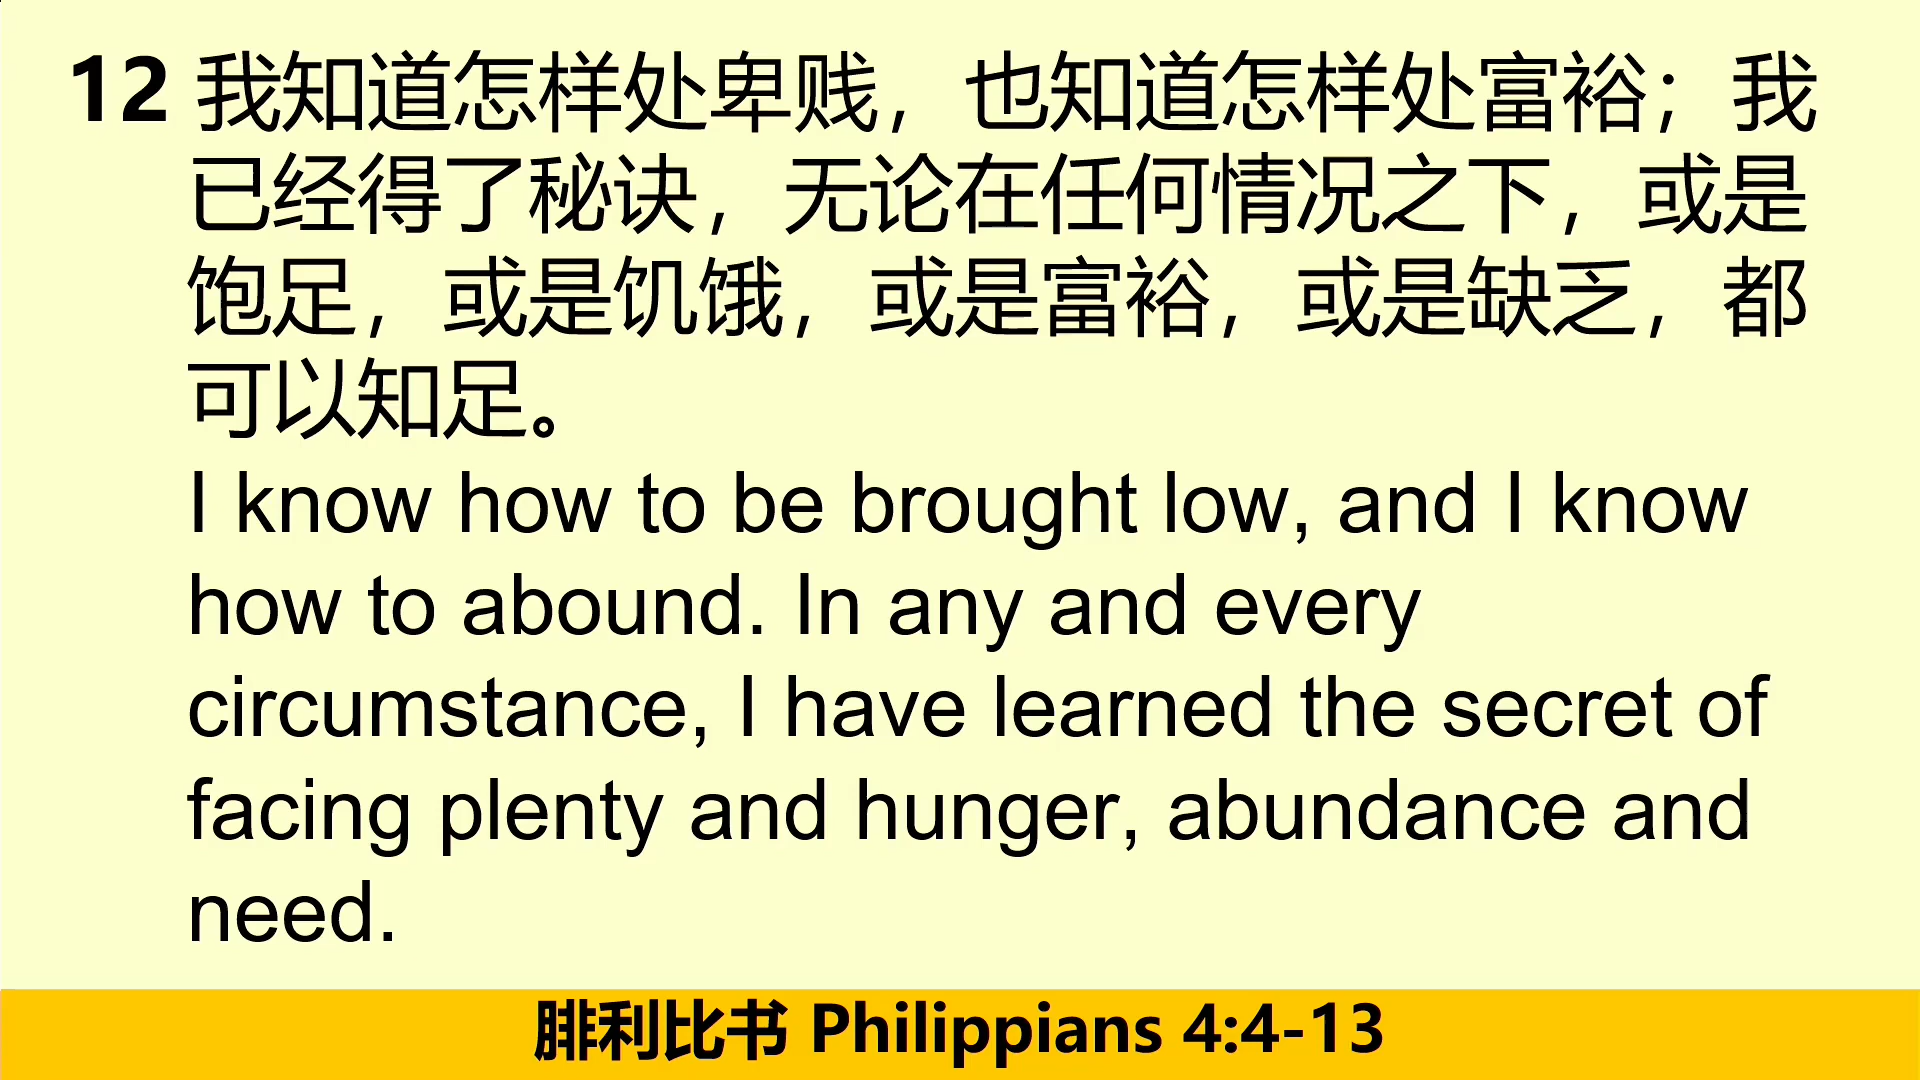 12 我知道怎样处卑贱，也知道怎样处富裕；我
已经得了秘诀，无论在任何情况之下，或是
饱足，或是饥饿，或是富裕，或是缺乏，都
可以知足。
I know how to be brought low, and I know
how to abound. In any and every
circumstance, I have learned the secret of
facing plenty and hunger, abundance and
need.
腓利比书 Philippians 4:4-13